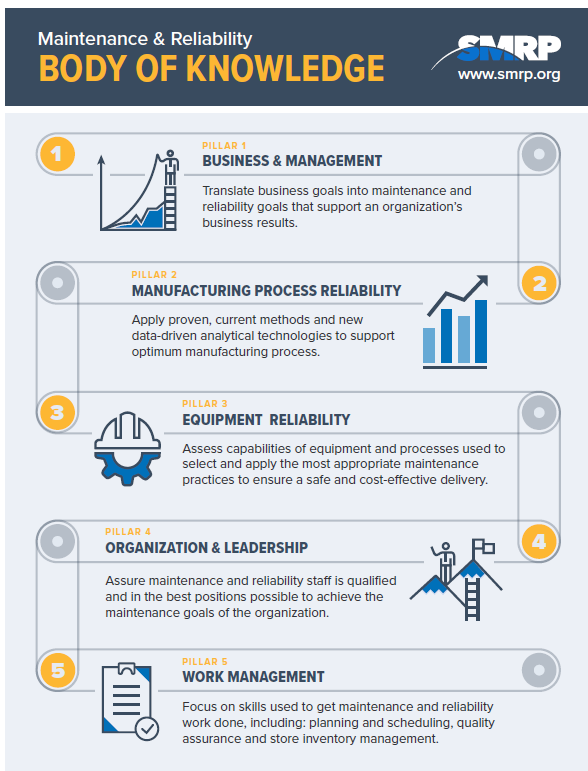 Maintenance & Reliability
BODY OF KNOWLEDGE
SMRP
www.smrp.org
1
PILLAR 1
BUSINESS & MANAGEMENT
Translate business goals into maintenance and
reliability goals that support an organization's
business results.
2
PILLAR 2
MANUFACTURING PROCESS RELIABILITY
Apply proven, current methods and new
data-driven analytical technologies to support
optimum manufacturing process.
3
PILLAR 3
EQUIPMENT RELIABILITY
Assess capabilities of equipment and processes used to
select and apply the most appropriate maintenance
practices to ensure a safe and cost-effective delivery.
4
PILLAR 4
ORGANIZATION & LEADERSHIP
Assure maintenance and reliability staff is qualified
and in the best positions possible to achieve the
maintenance goals of the organization.
5
PILLAR 5
WORK MANAGEMENT
Focus on skills used to get maintenance and reliability
work done, including: planning and scheduling, quality
assurance and store inventory management.